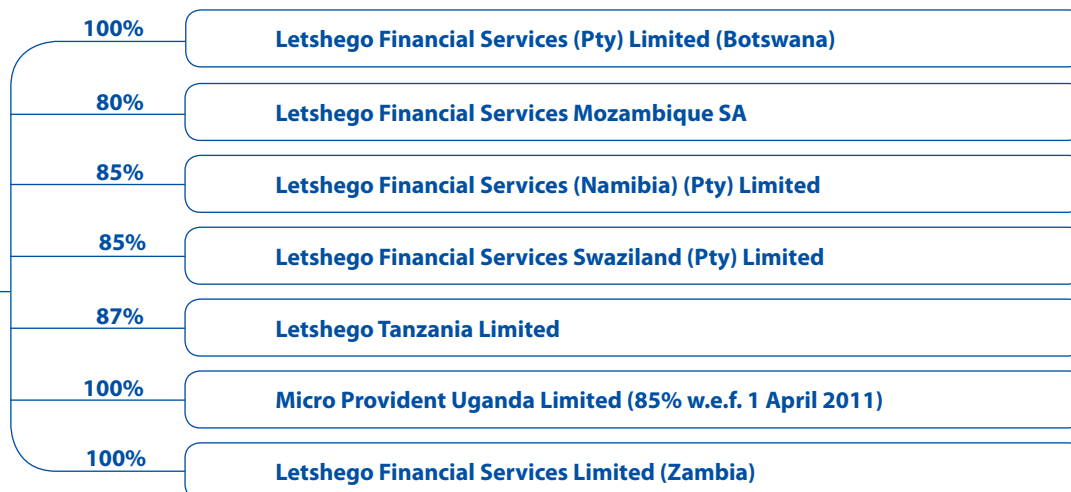 100%
Letshego Financial Services (Pty) Limited (Botswana)
80%
Letshego Financial Services Mozambique SA
85%
Letshego Financial Services (Namibia) (Pty) Limited
85%
Letshego Financial Services Swaziland (Pty) Limited
87%
Letshego Tanzania Limited
100%
Micro Provident Uganda Limited (85% w.e.f. 1 April 2011)
100%
Letshego Financial Services Limited (Zambia)